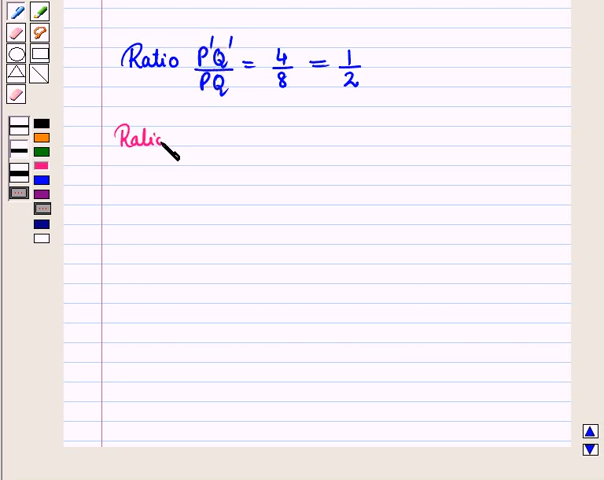 Ratio P'Q'/PQ = 4/8 = 1/2
Ratio